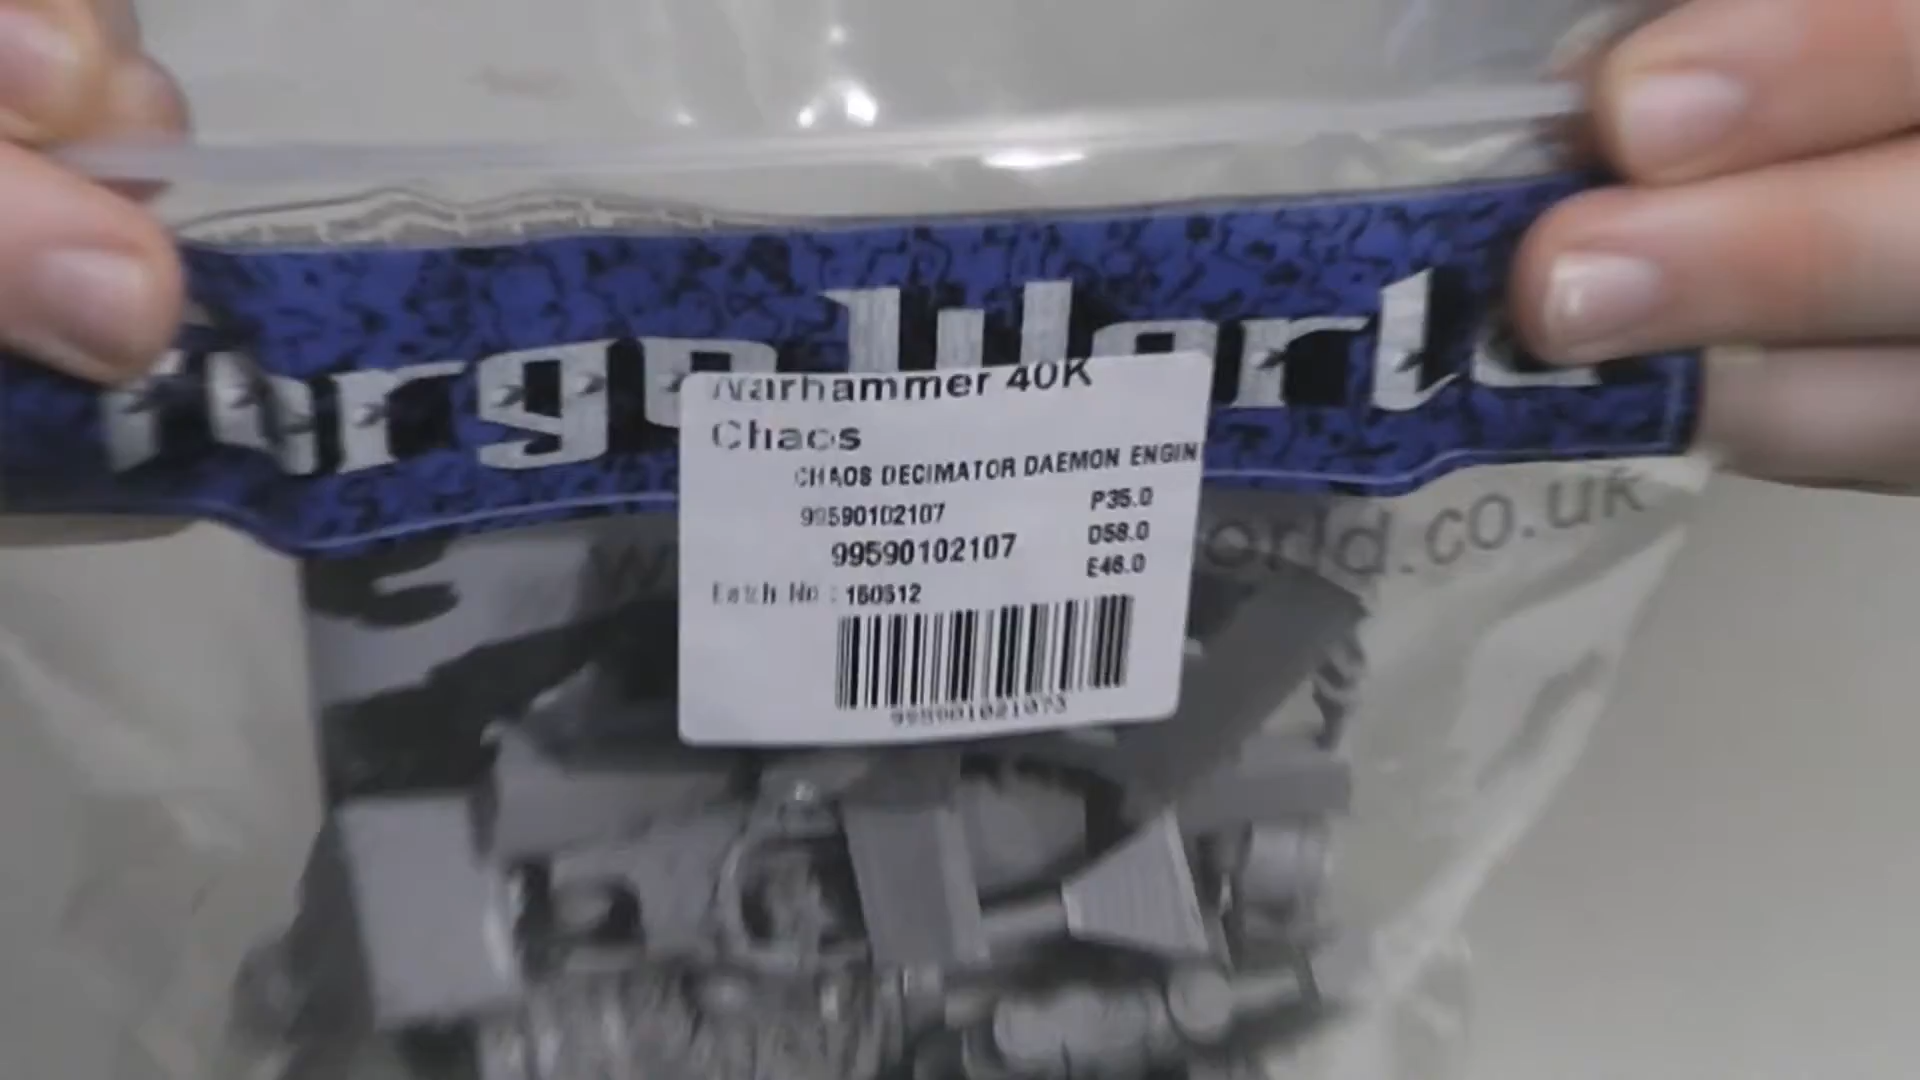 Forge World
Warhammer 40K
Chaos
CHAOS DECIMATOR DAEMON ENGIN
99590102107 P35.0
99590102107 D58.0
E46.0
Batch No : 160512
995901021073
orld.co.uk